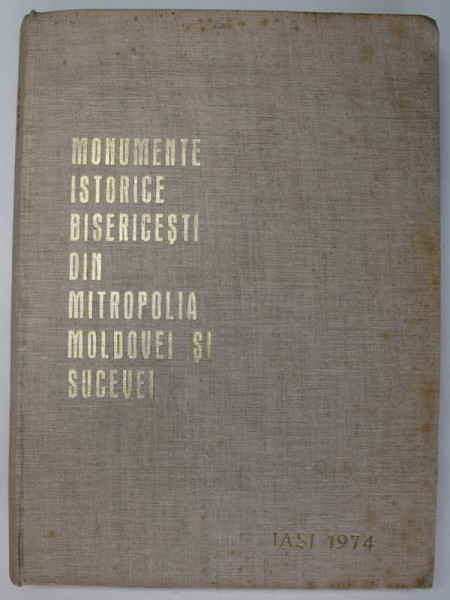 MONUMENTE
ISTORICE
BISERICEȘTI
DIN
MITROPOLIA
MOLDOVEI ȘI
SUCEVEI
IAȘI 1974